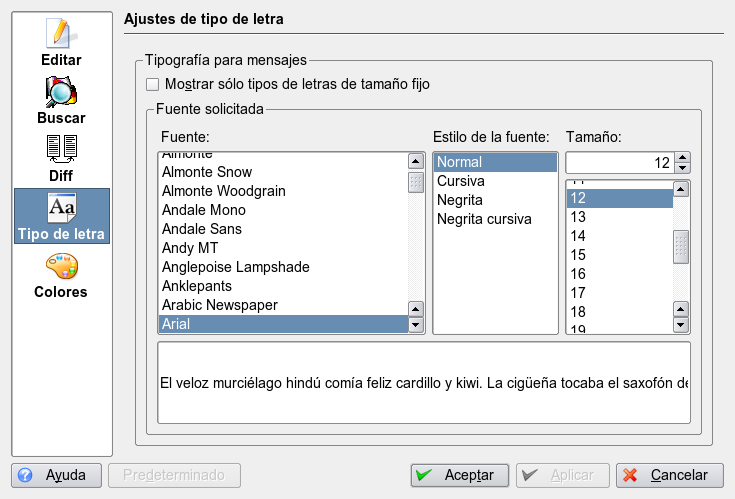 Ajustes de tipo de letra
Editar
Buscar
Diff
Tipo de letra
Colores
Tipografía para mensajes
Mostrar sólo tipos de letras de tamaño fijo
Fuente solicitada
Fuente:
Almonte
Almonte Snow
Almonte Woodgrain
Andale Mono
Andale Sans
Andy MT
Anglepoise Lampshade
Anklepants
Arabic Newspaper
Arial
Estilo de la fuente:
Normal
Cursiva
Negrita
Negrita cursiva
Tamaño:
12
11
12
13
14
15
16
17
18
19
El veloz murciélago hindú comía feliz cardillo y kiwi. La cigüeña tocaba el saxofón de
Ayuda
Predeterminado
Aceptar
Aplicar
Cancelar